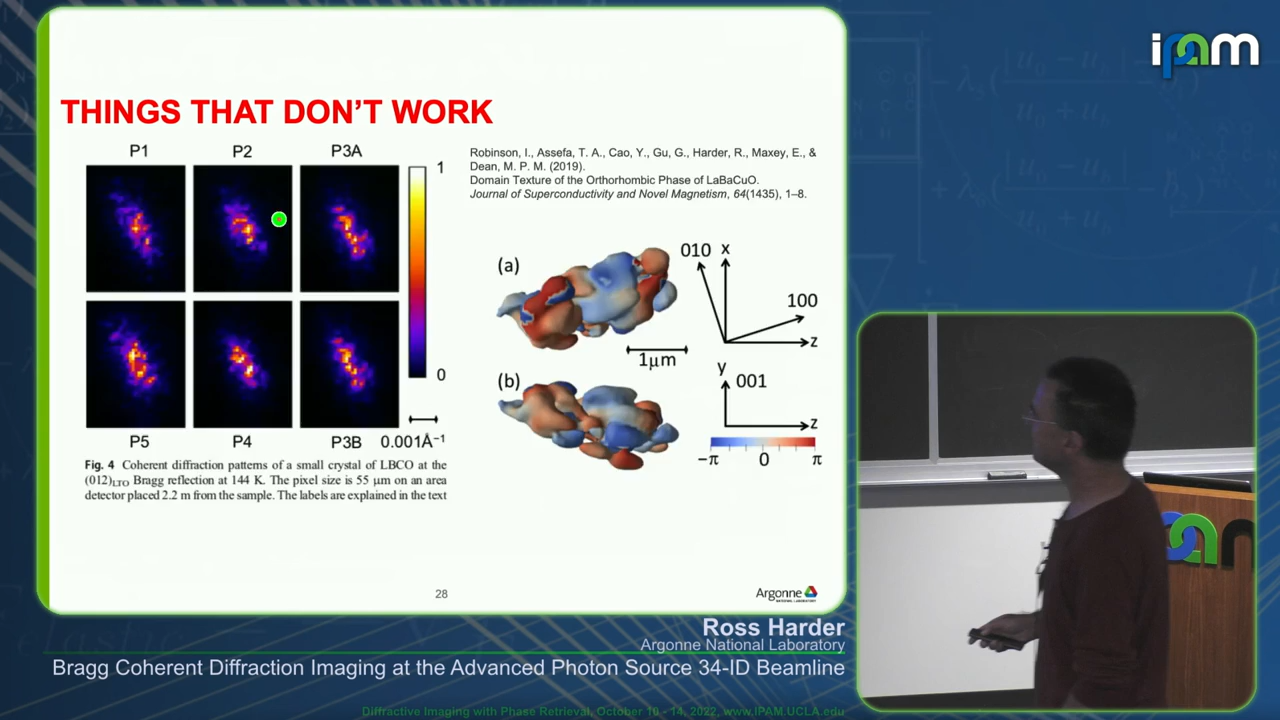 ipam
THINGS THAT DON'T WORK
P1 P2 P3A
1
0
P5 P4 P3B 0.001Å⁻¹
Fig. 4 Coherent diffraction patterns of a small crystal of LBCO at the
(012)LTO Bragg reflection at 144 K. The pixel size is 55 μm on an area
detector placed 2.2 m from the sample. The labels are explained in the text
Robinson, I., Assefa, T. A., Cao, Y., Gu, G., Harder, R., Maxey, E., &
Dean, M. P. M. (2019).
Domain Texture of the Orthorhombic Phase of LaBaCuO.
Journal of Superconductivity and Novel Magnetism, 64(1435), 1–8.
(a)
010 x
100
z
1μm
(b)
y
001
z
−π 0 π
28
Argonne
NATIONAL LABORATORY
Ross Harder
Argonne National Laboratory
Bragg Coherent Diffraction Imaging at the Advanced Photon Source 34-ID Beamline
Diffractive Imaging with Phase Retrieval, October 10 - 14, 2022, www.IPAM.UCLA.edu